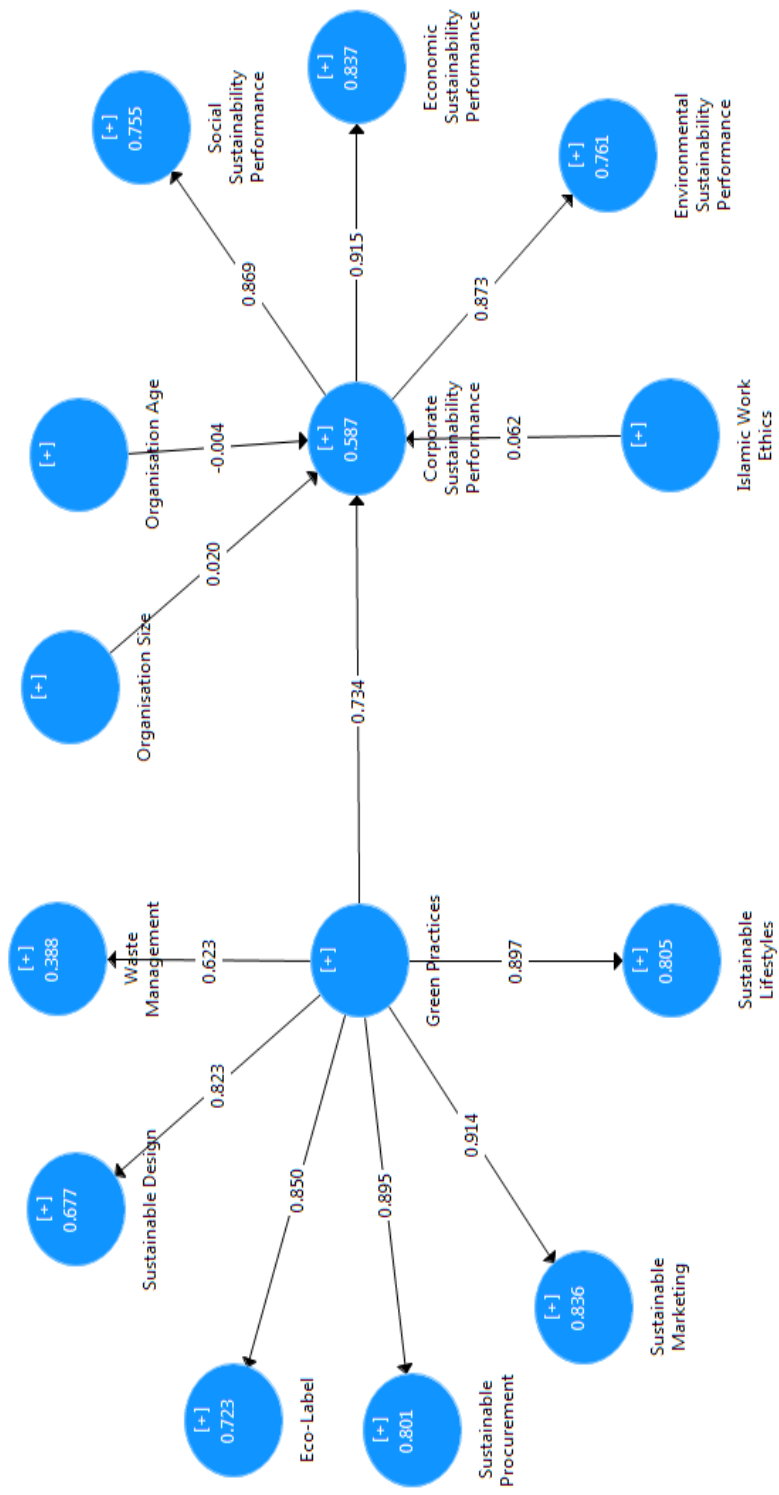 [+]
0.388
Waste
Management
[+]
0.677
Sustainable Design
[+]
0.723
Eco-Label
[+]
0.801
Sustainable
Procurement
[+]
0.836
Sustainable
Marketing
[+]
0.805
Sustainable
Lifestyles
[+]
Green Practices
0.623
0.823
0.850
0.895
0.914
0.897
0.734
[+]
Organisation Size
0.020
[+]
Organisation Age
-0.004
[+]
0.587
Corporate
Sustainability
Performance
0.062
[+]
Islamic Work
Ethics
0.869
0.915
0.873
[+]
0.755
Social
Sustainability
Performance
[+]
0.837
Economic
Sustainability
Performance
[+]
0.761
Environmental
Sustainability
Performance